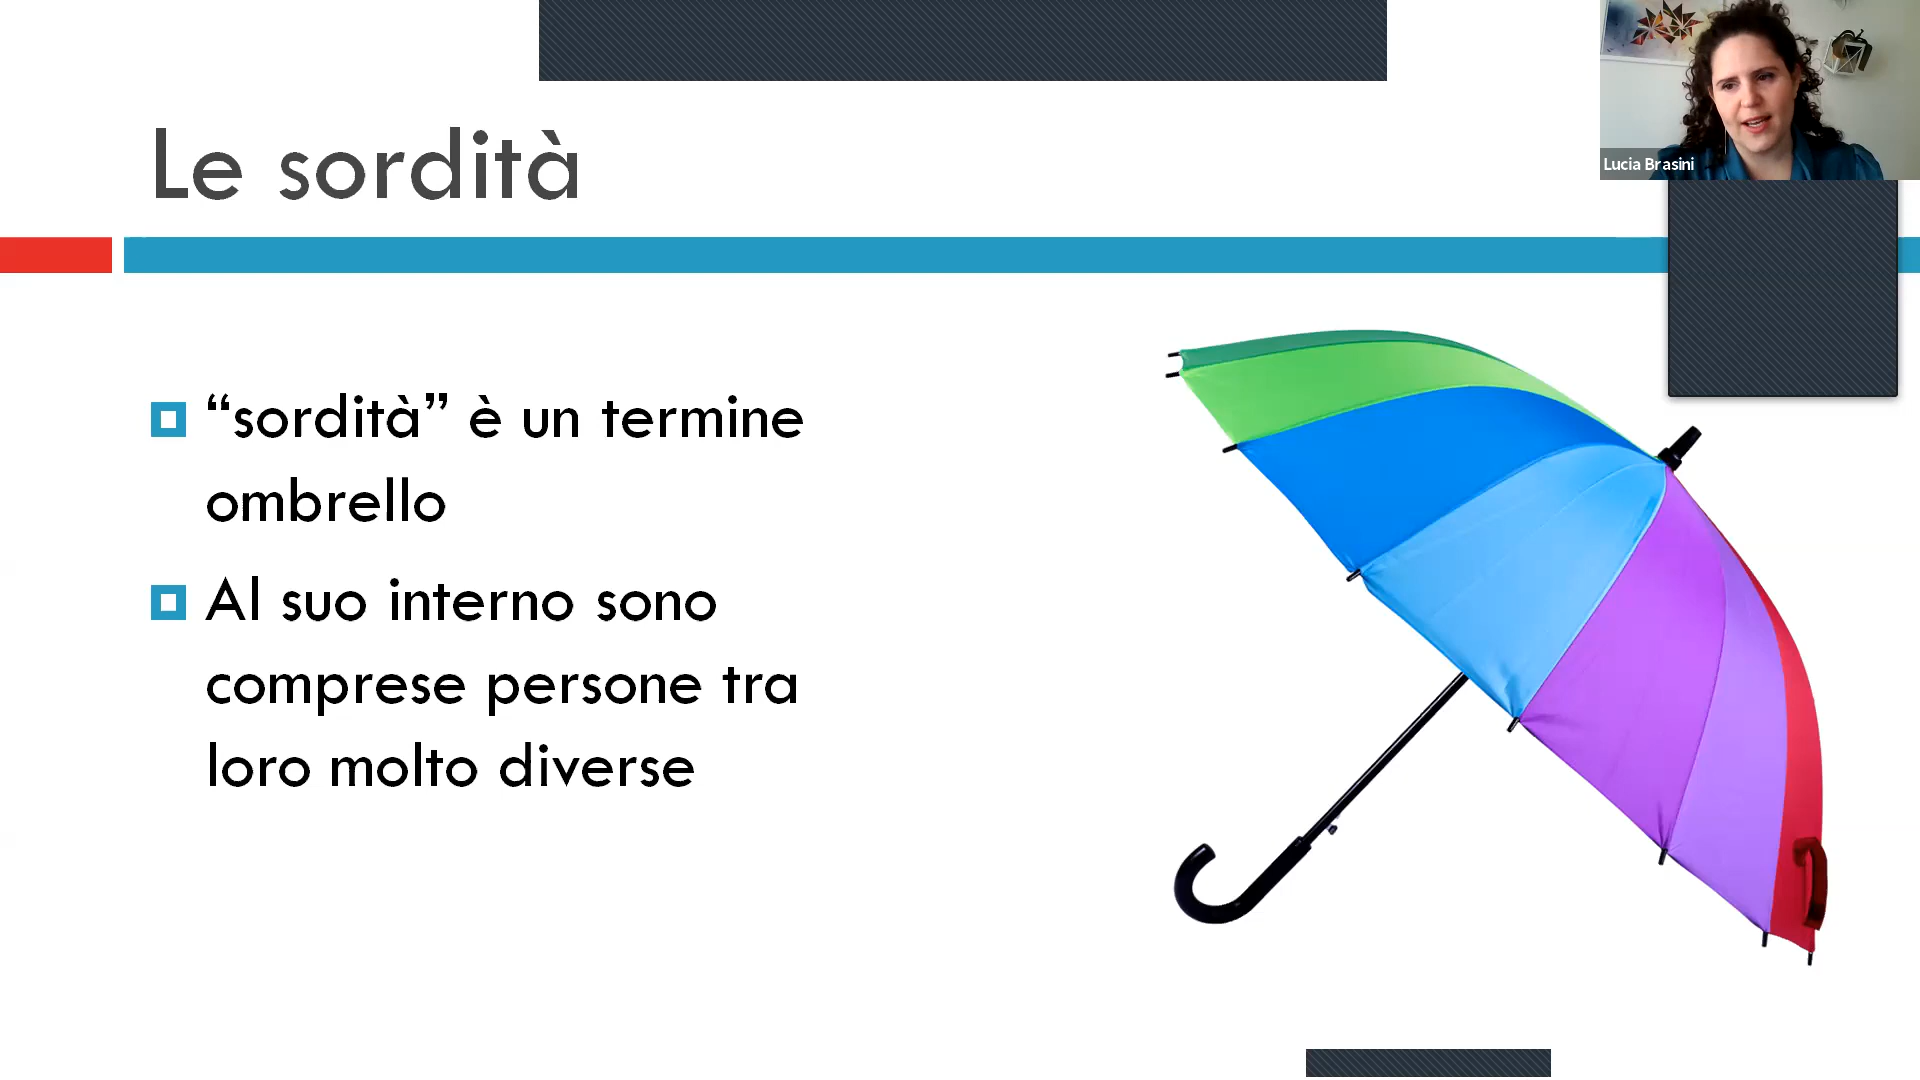 Lucia Brasini
Le sordità
“sordità” è un termine
ombrello
Al suo interno sono
comprese persone tra
loro molto diverse